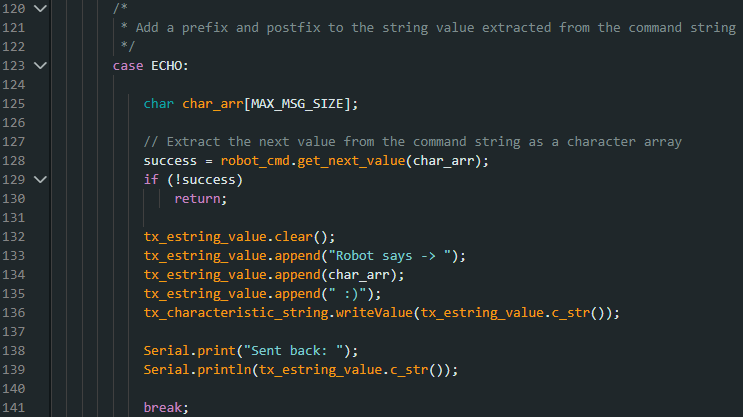 120 /*
121 * Add a prefix and postfix to the string value extracted from the command string
122 */
123 case ECHO:
124
125 char char_arr[MAX_MSG_SIZE];
126
127 // Extract the next value from the command string as a character array
128 success = robot_cmd.get_next_value(char_arr);
129 if (!success)
130 return;
131
132 tx_estring_value.clear();
133 tx_estring_value.append("Robot says -> ");
134 tx_estring_value.append(char_arr);
135 tx_estring_value.append(" :)");
136 tx_characteristic_string.writeValue(tx_estring_value.c_str());
137
138 Serial.print("Sent back: ");
139 Serial.println(tx_estring_value.c_str());
140
141 break;